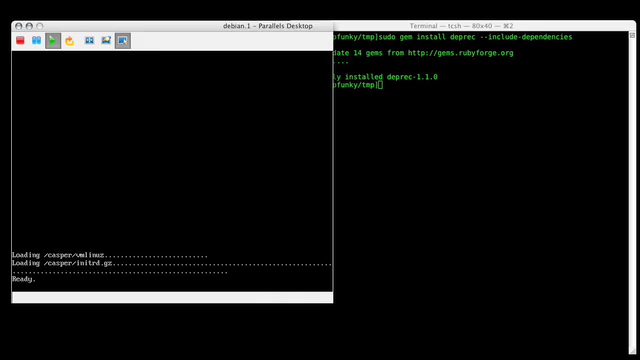 debian.1 – Parallels Desktop
Loading /casper/vmlinuz..........................
Loading /casper/initrd.gz.......................................................
......................................................
Ready.
Terminal — tcsh — 80x40 — ⌘2
ofunky/tmp]sudo gem install deprec --include-dependencies
date 14 gems from http://gems.rubyforge.org
....
ly installed deprec-1.1.0
ofunky/tmp]